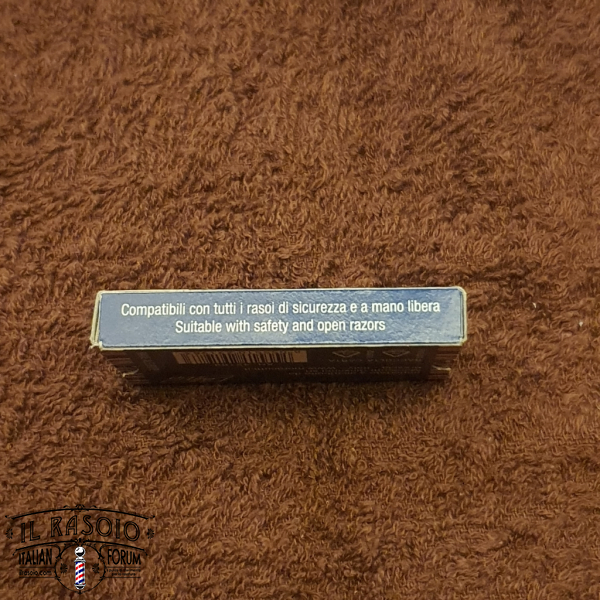 Compatibili con tutti i rasoi di sicurezza e a mano libera
Suitable with safety and open razors
IL RASOIO
ITALIAN FORUM